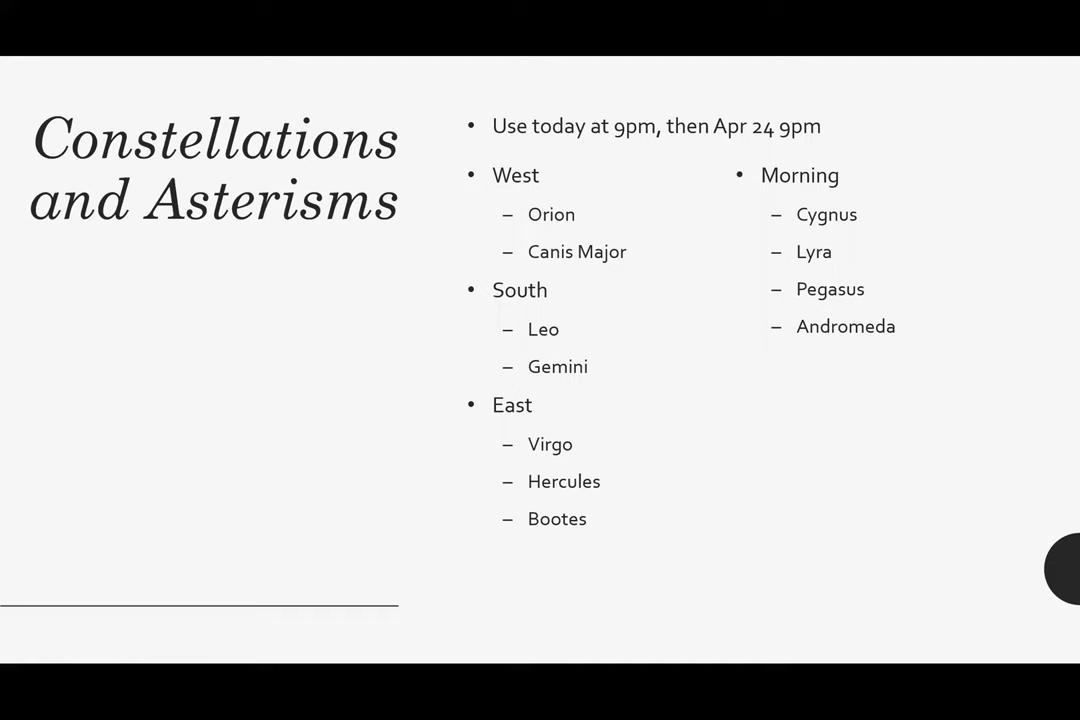 Constellations
and Asterisms
• Use today at 9pm, then Apr 24 9pm
• West
– Orion
– Canis Major
• South
– Leo
– Gemini
• East
– Virgo
– Hercules
– Bootes
• Morning
– Cygnus
– Lyra
– Pegasus
– Andromeda